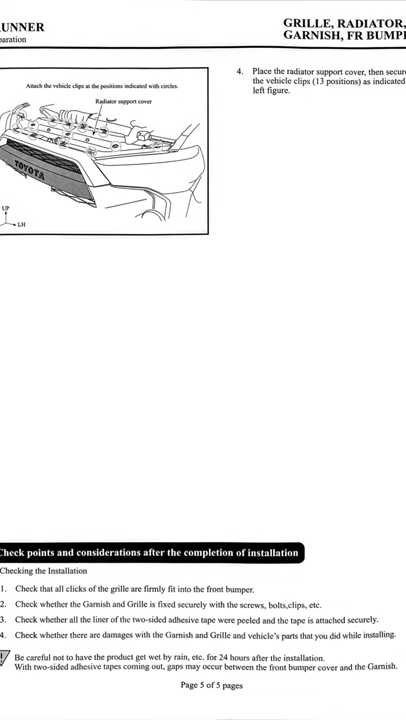 UNNER
GRILLE, RADIATOR,
paration
GARNISH, FR BUMPE
Attach the vehicle clips at the positions indicated with circles.
Radiator support cover
TOYOTA
UP
LH
4. Place the radiator support cover, then secure
the vehicle clips (13 positions) as indicated
left figure.
Check points and considerations after the completion of installation
Checking the Installation
1. Check that all clicks of the grille are firmly fit into the front bumper.
2. Check whether the Garnish and Grille is fixed securely with the screws, bolts,clips, etc.
3. Check whether all the liner of the two-sided adhesive tape were peeled and the tape is attached securely.
4. Check whether there are damages with the Garnish and Grille and vehicle's parts that you did while installing.
Be careful not to have the product get wet by rain, etc. for 24 hours after the installation.
With two-sided adhesive tapes coming out, gaps may occur between the front bumper cover and the Garnish.
Page 5 of 5 pages